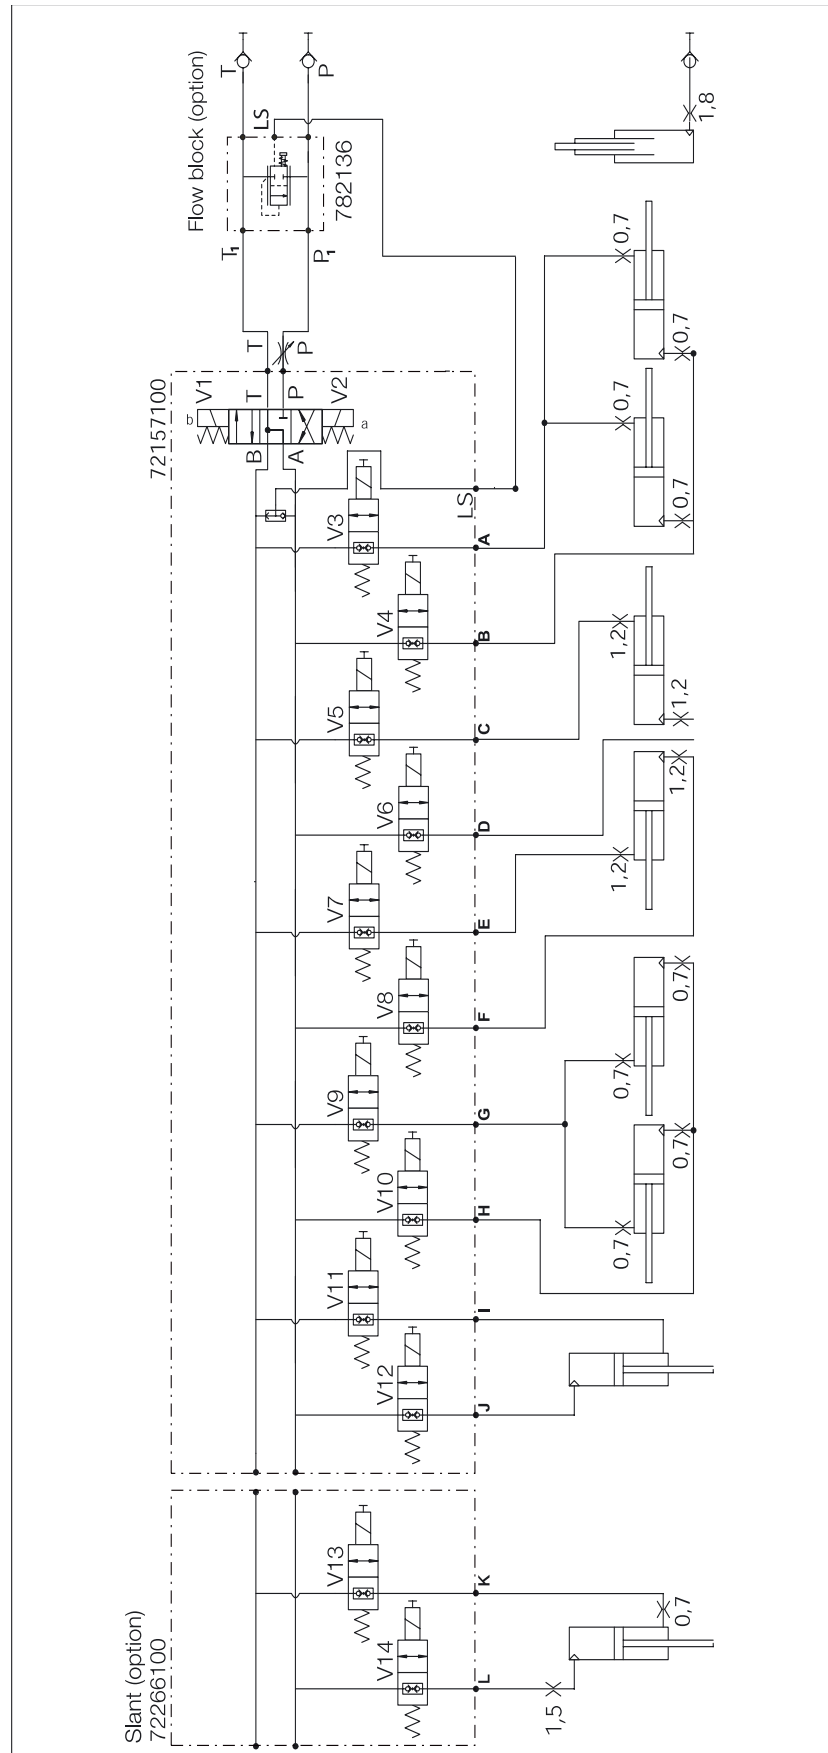 T
P
Flow block (option)
LS
782136
T1
P1
1,8
0,7
0,7
0,7
0,7
T
P
72157100
V1
T
P
V2
b
a
B
A
LS
V3
A
V4
B
1,2
1,2
V5
C
V6
D
1,2
1,2
V7
E
V8
F
0,7
0,7
V9
G
V10
H
0,7
0,7
V11
I
V12
J
Slant (option)
72266100
V13
K
0,7
V14
L
1,5